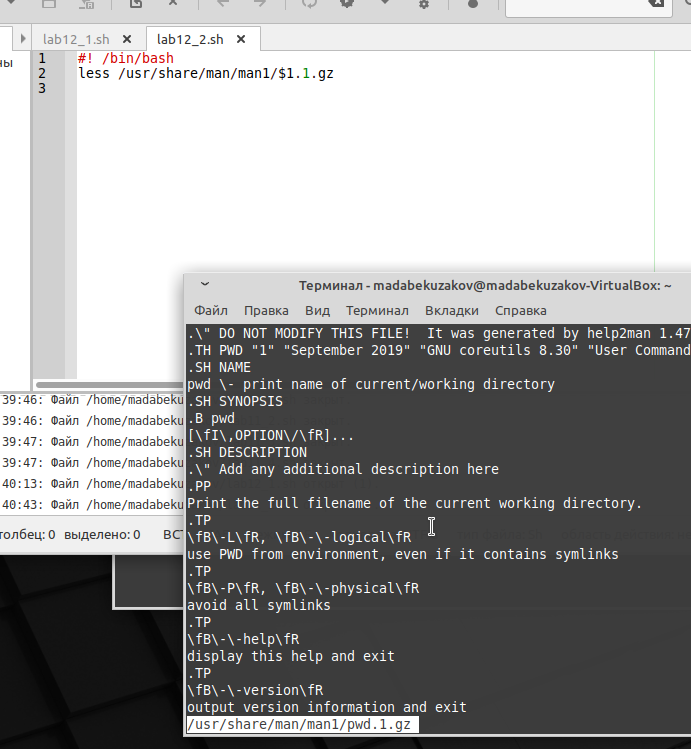 lab12_1.sh
lab12_2.sh
ны
1 #! /bin/bash
2 less /usr/share/man/man1/$1.1.gz
3
39:46: Файл /home/madabeku
39:46: Файл /home/madabeku
39:47: Файл /home/madabeku
39:47: Файл /home/madabeku
40:13: Файл /home/madabeku
40:43: Файл /home/madabeku
толбец: 0 выделено: 0 ВСТ
Терминал - madabekuzakov@madabekuzakov-VirtualBox: ~
Файл Правка Вид Терминал Вкладки Справка
.\" DO NOT MODIFY THIS FILE!  It was generated by help2man 1.47
.TH PWD "1" "September 2019" "GNU coreutils 8.30" "User Command
.SH NAME
pwd \- print name of current/working directory
.SH SYNOPSIS
.B pwd
[\fI\,OPTION\/\fR]...
.SH DESCRIPTION
.\" Add any additional description here
.PP
Print the full filename of the current working directory.
.TP
\fB\-L\fR, \fB\-\-logical\fR
use PWD from environment, even if it contains symlinks
.TP
\fB\-P\fR, \fB\-\-physical\fR
avoid all symlinks
.TP
\fB\-\-help\fR
display this help and exit
.TP
\fB\-\-version\fR
output version information and exit
/usr/share/man/man1/pwd.1.gz